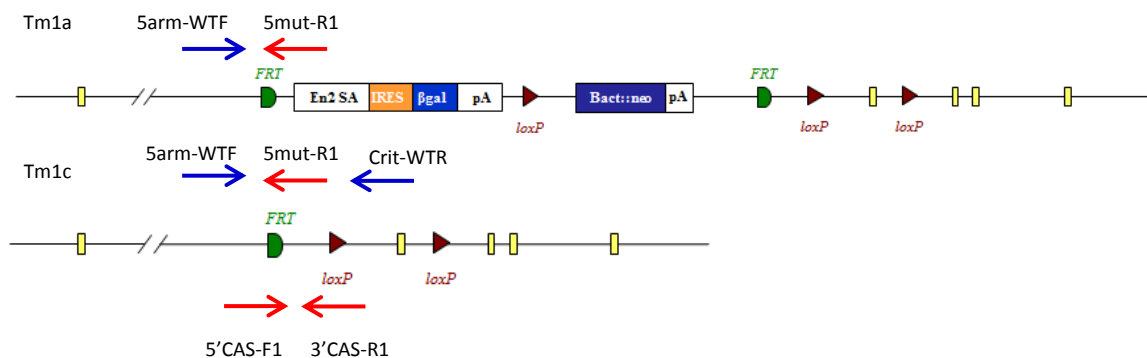 Tm1a
5arm-WTF 5mut-R1
FRT FRT
En2 SA IRES βgal pA Bact::neo pA
loxP loxP loxP
Tm1c
5arm-WTF 5mut-R1 Crit-WTR
FRT
loxP loxP
5’CAS-F1 3’CAS-R1